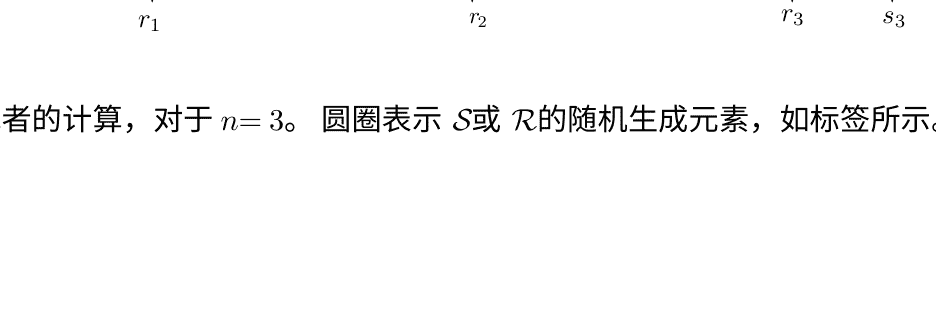 r₁ r₂ r₃ s₃
者的计算，对于 n= 3。 圆圈表示 𝒮或 ℛ的随机生成元素，如标签所示。